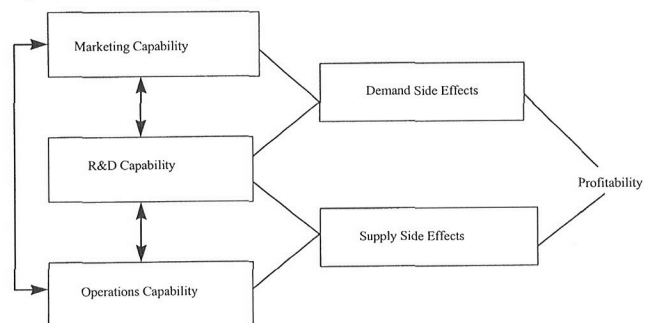 Marketing Capability
Demand Side Effects
R&D Capability
Profitability
Supply Side Effects
Operations Capability